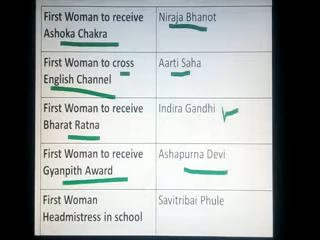 First Woman to receive
Ashoka Chakra
Niraja Bhanot
First Woman to cross
English Channel
Aarti Saha
First Woman to receive
Bharat Ratna
Indira Gandhi
First Woman to receive
Gyanpith Award
Ashapurna Devi
First Woman
Headmistress in school
Savitribai Phule